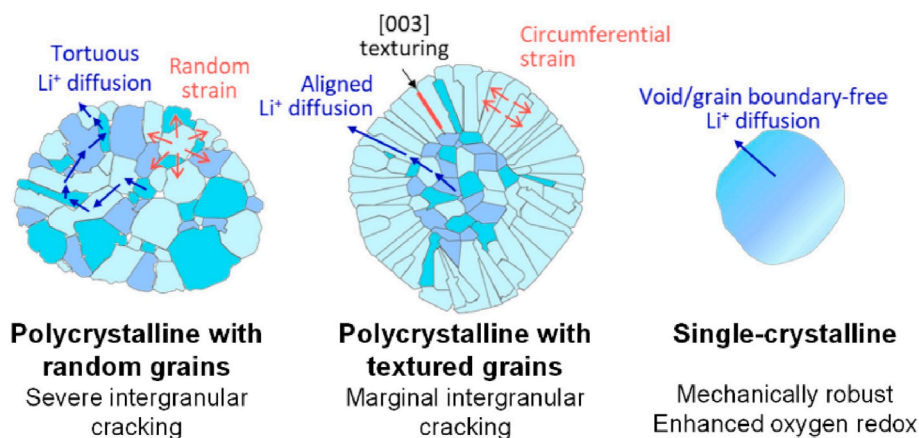 Tortuous
Li⁺ diffusion
Random
strain
[003]
texturing
Aligned
Li⁺ diffusion
Circumferential
strain
Void/grain boundary-free
Li⁺ diffusion
Polycrystalline with
random grains
Severe intergranular
cracking
Polycrystalline with
textured grains
Marginal intergranular
cracking
Single-crystalline
Mechanically robust
Enhanced oxygen redox